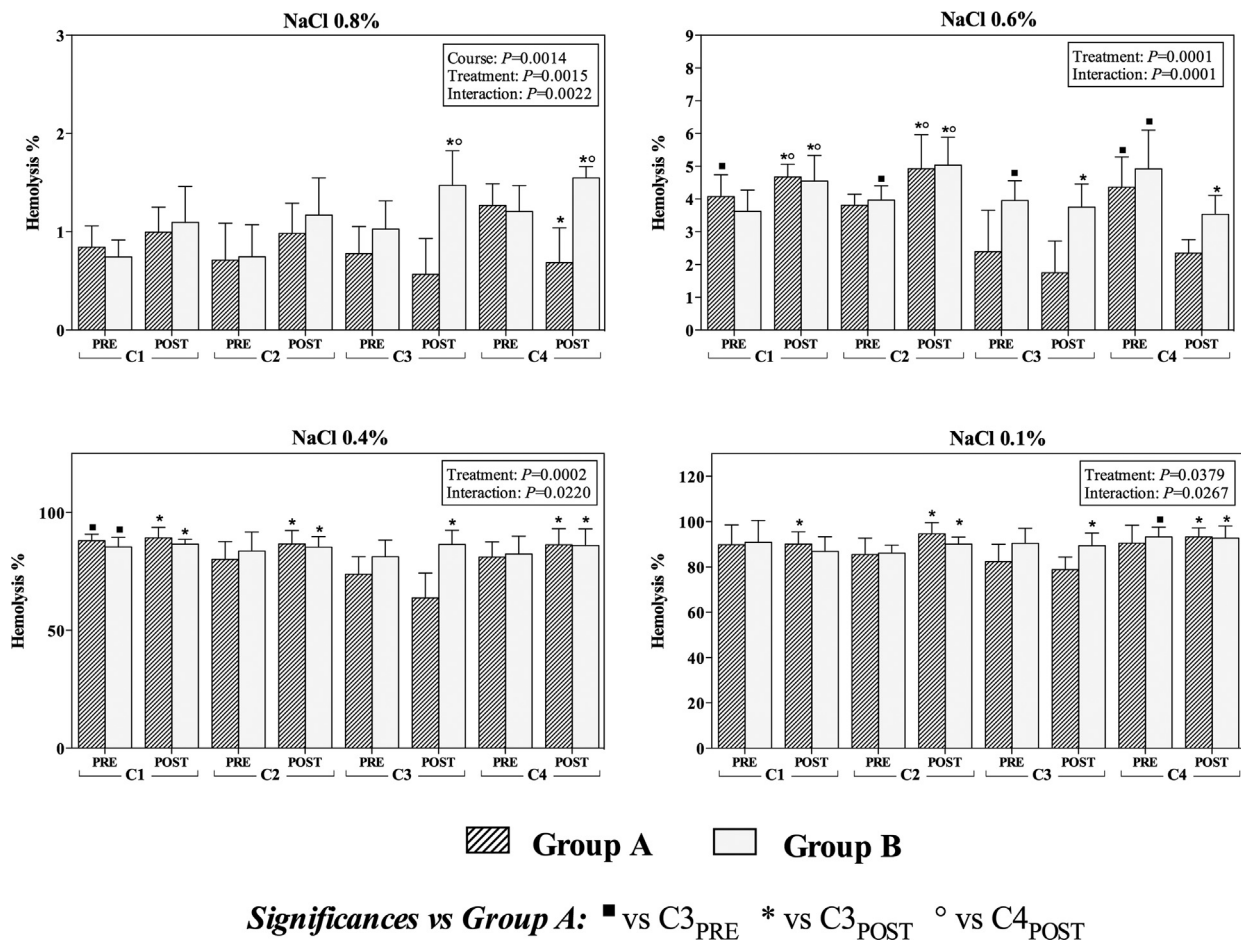 NaCl 0.8%
Course: P=0.0014
Treatment: P=0.0015
Interaction: P=0.0022
Hemolysis %
3
2
1
0
PRE POST PRE POST PRE POST PRE POST
C1 C2 C3 C4
NaCl 0.6%
Treatment: P=0.0001
Interaction: P=0.0001
Hemolysis %
9
8
7
6
5
4
3
2
1
0
PRE POST PRE POST PRE POST PRE POST
C1 C2 C3 C4
NaCl 0.4%
Treatment: P=0.0002
Interaction: P=0.0220
Hemolysis %
100
50
0
PRE POST PRE POST PRE POST PRE POST
C1 C2 C3 C4
NaCl 0.1%
Treatment: P=0.0379
Interaction: P=0.0267
Hemolysis %
120
100
80
60
40
20
0
PRE POST PRE POST PRE POST PRE POST
C1 C2 C3 C4
Group A Group B
Significances vs Group A: ■ vs C3PRE * vs C3POST ° vs C4POST